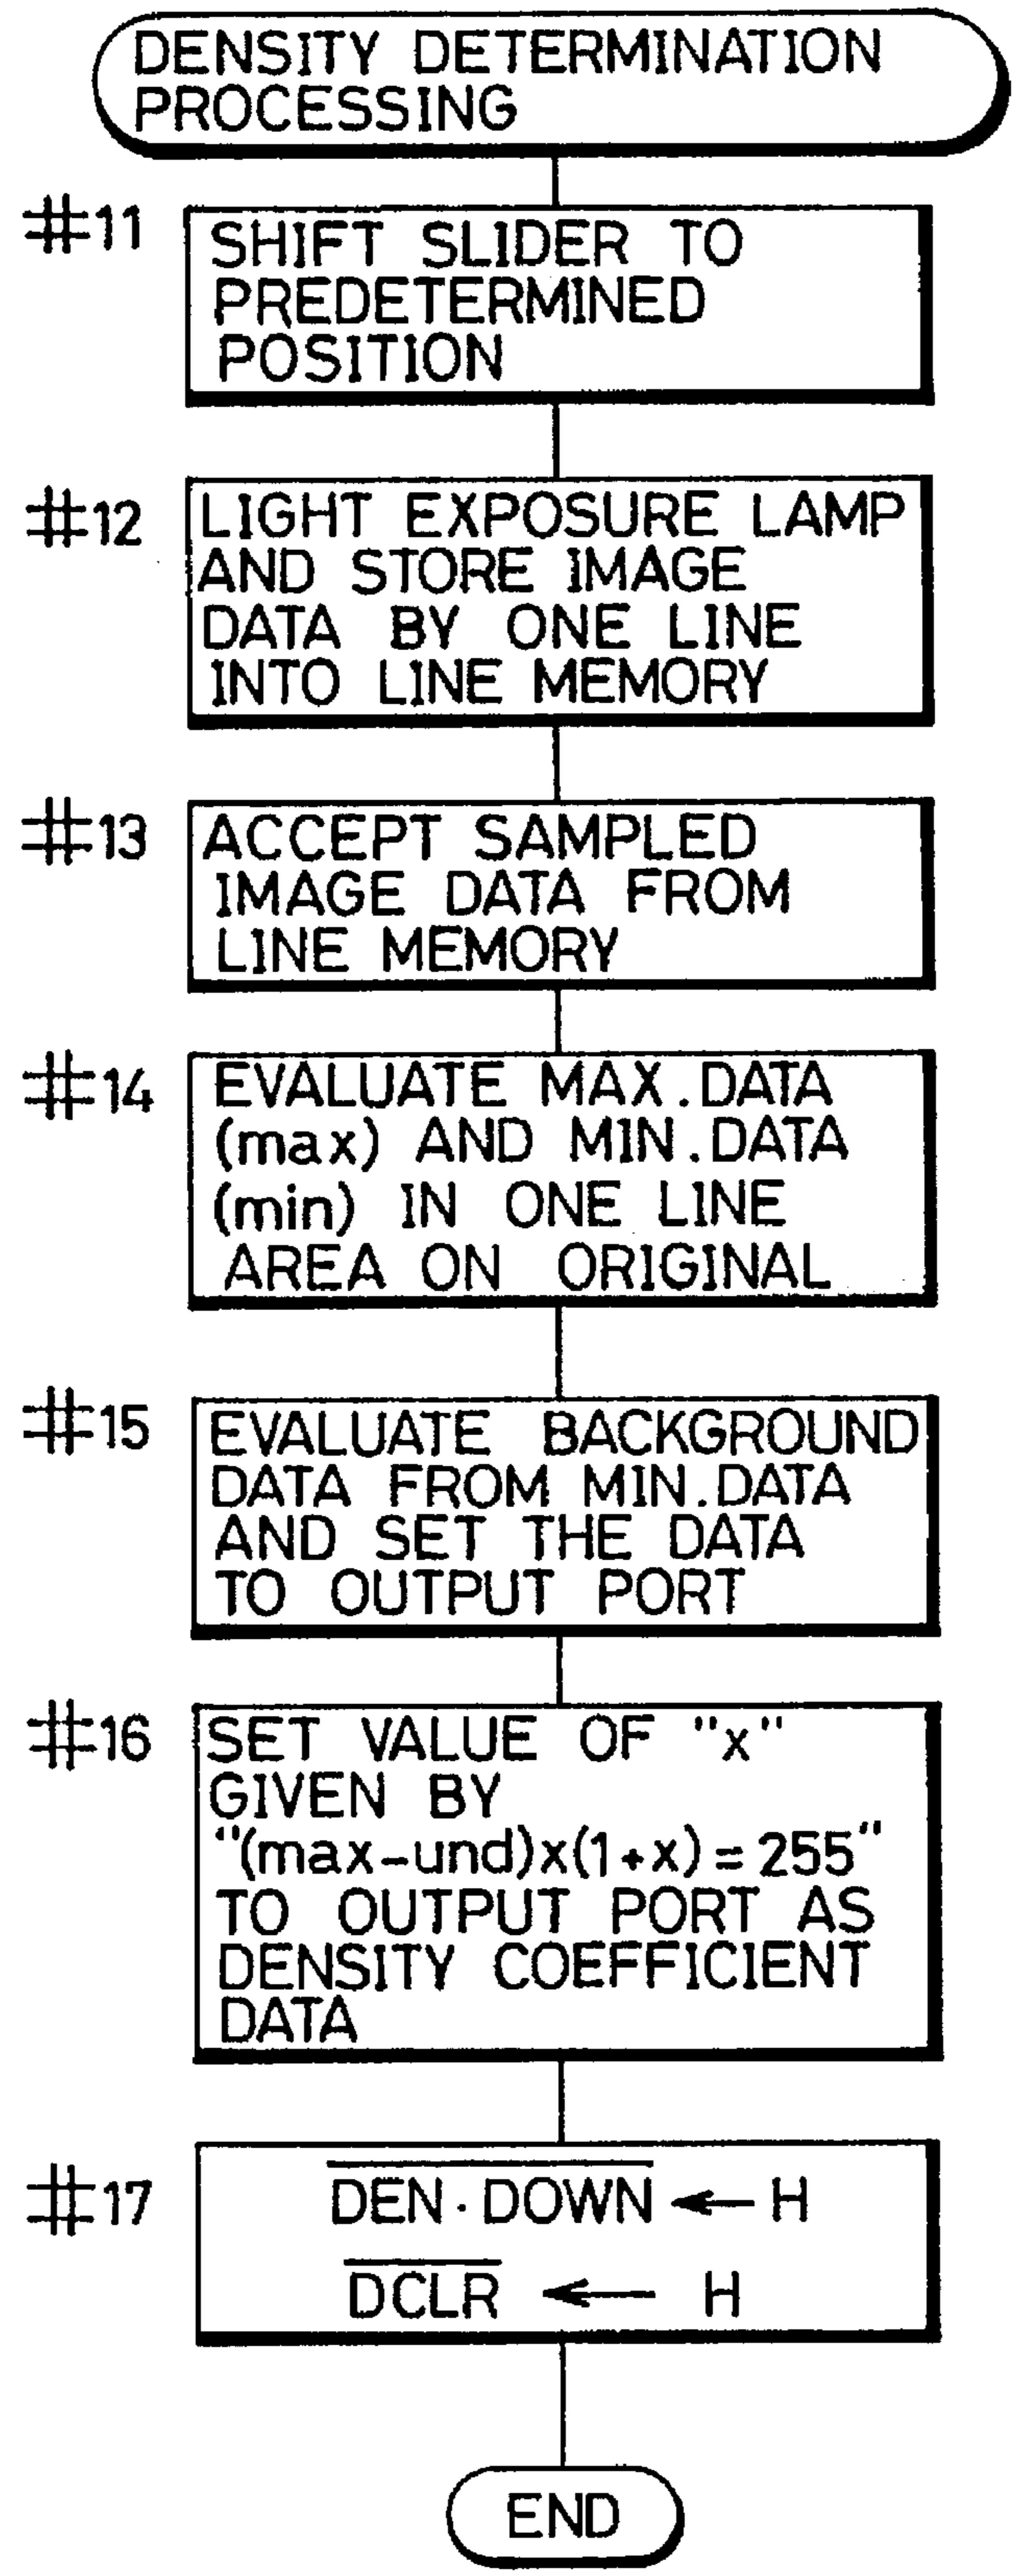 DENSITY DETERMINATION
PROCESSING
#11
SHIFT SLIDER TO
PREDETERMINED
POSITION
#12
LIGHT EXPOSURE LAMP
AND STORE IMAGE
DATA BY ONE LINE
INTO LINE MEMORY
#13
ACCEPT SAMPLED
IMAGE DATA FROM
LINE MEMORY
#14
EVALUATE MAX.DATA
(max) AND MIN.DATA
(min) IN ONE LINE
AREA ON ORIGINAL
#15
EVALUATE BACKGROUND
DATA FROM MIN.DATA
AND SET THE DATA
TO OUTPUT PORT
#16
SET VALUE OF "x"
GIVEN BY
"(max-und)x(1+x)=255"
TO OUTPUT PORT AS
DENSITY COEFFICIENT
DATA
#17
DEN·DOWN ← H
DCLR ← H
END